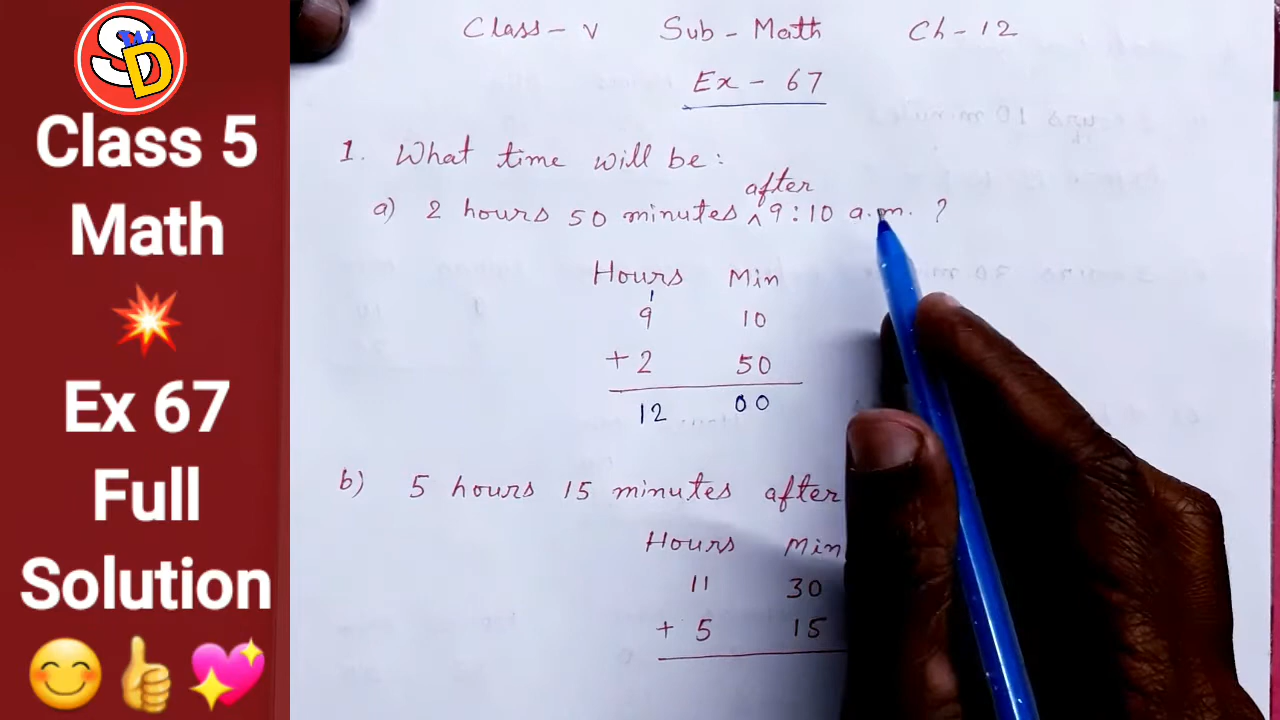 SWD
Class 5
Math
Ex 67
Full
Solution
Class - V Sub - Math Ch - 12
Ex - 67
1. What time will be :
after
a) 2 hours 50 minutes ^ 9 : 10 a.m. ?
Hours Min
1
9 10
+ 2 50
12 00
b) 5 hours 15 minutes after
Hours Min
11 30
+ 5 15